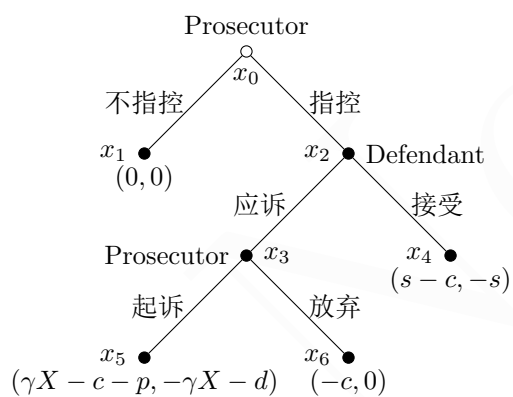 Prosecutor
x₀
不指控 指控
x₁ x₂ Defendant
(0, 0)
应诉 接受
Prosecutor x₃ x₄
(s − c, −s)
起诉 放弃
x₅ x₆
(γX − c − p, −γX − d) (−c, 0)